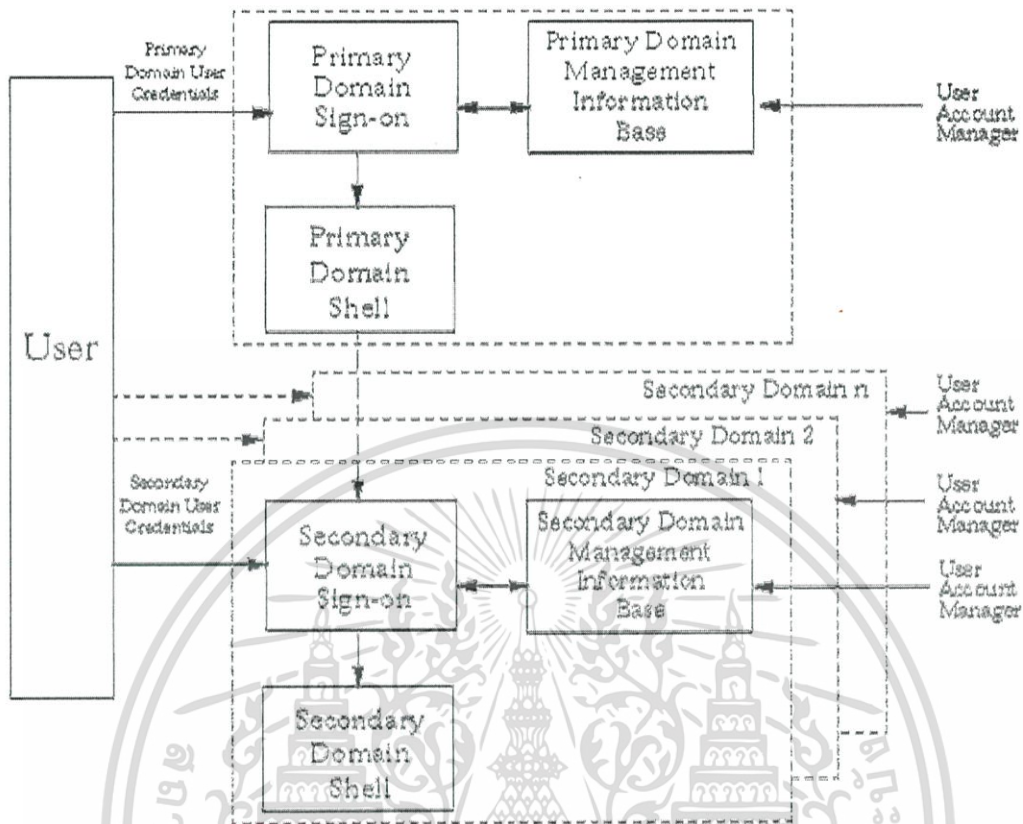 Primary
Domain User
Credentials
Primary
Domain
Sign-on
Primary Domain
Management
Information
Base
User
Account
Manager
Primary
Domain
Shell
User
Secondary Domain n
User
Account
Manager
Secondary Domain 2
Secondary Domain 1
Secondary
Domain User
Credentials
Secondary
Domain
Sign-on
Secondary Domain
Management
Information
Base
User
Account
Manager
User
Account
Manager
Secondary
Domain
Shell